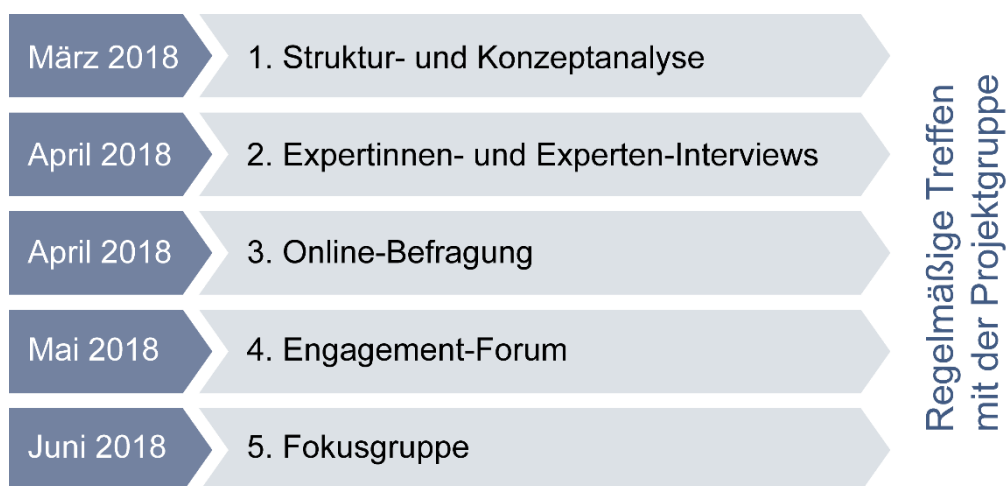 März 2018
1. Struktur- und Konzeptanalyse
April 2018
2. Expertinnen- und Experten-Interviews
April 2018
3. Online-Befragung
Mai 2018
4. Engagement-Forum
Juni 2018
5. Fokusgruppe
Regelmäßige Treffen
mit der Projektgruppe